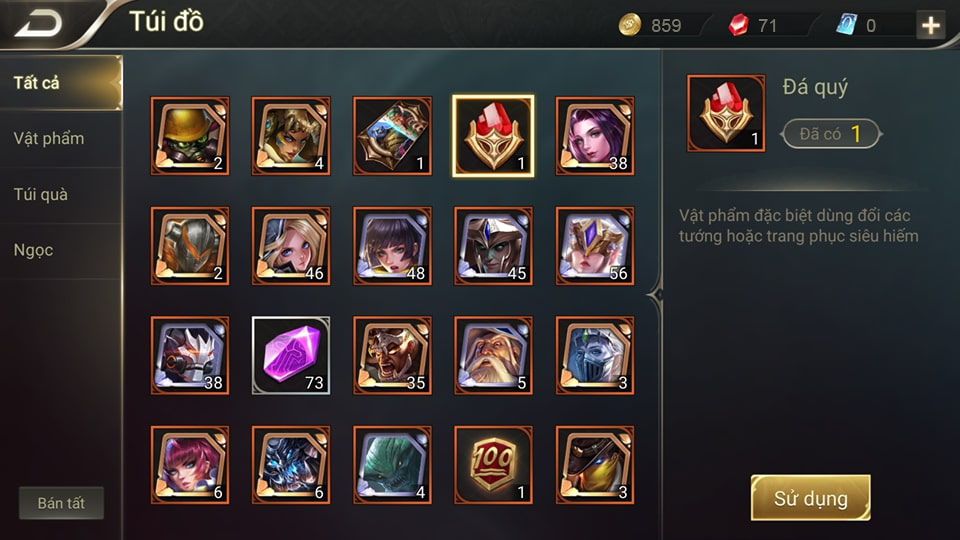 Túi đồ
859
71
0
Tất cả
Vật phẩm
Túi quà
Ngọc
Bán tất
2
4
1
1
38
2
46
48
45
56
38
73
35
5
3
6
6
4
100
1
3
1
Đá quý
Đã có 1
Vật phẩm đặc biệt dùng đổi các
tướng hoặc trang phục siêu hiếm
Sử dụng